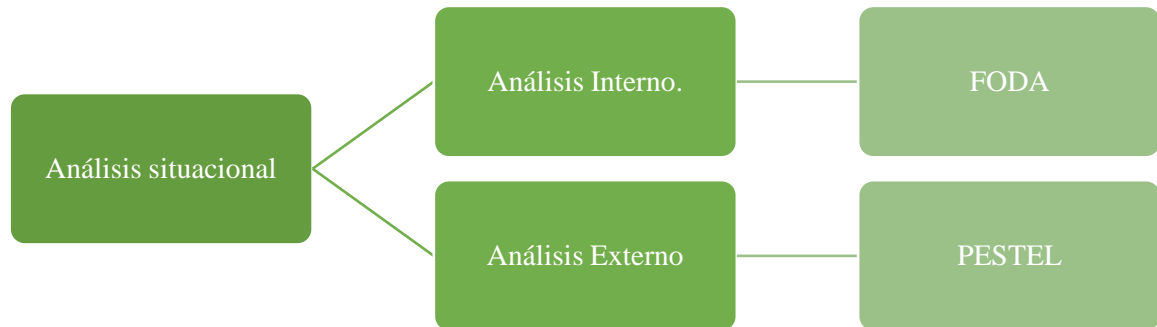 Análisis situacional
Análisis Interno.
FODA
Análisis Externo
PESTEL